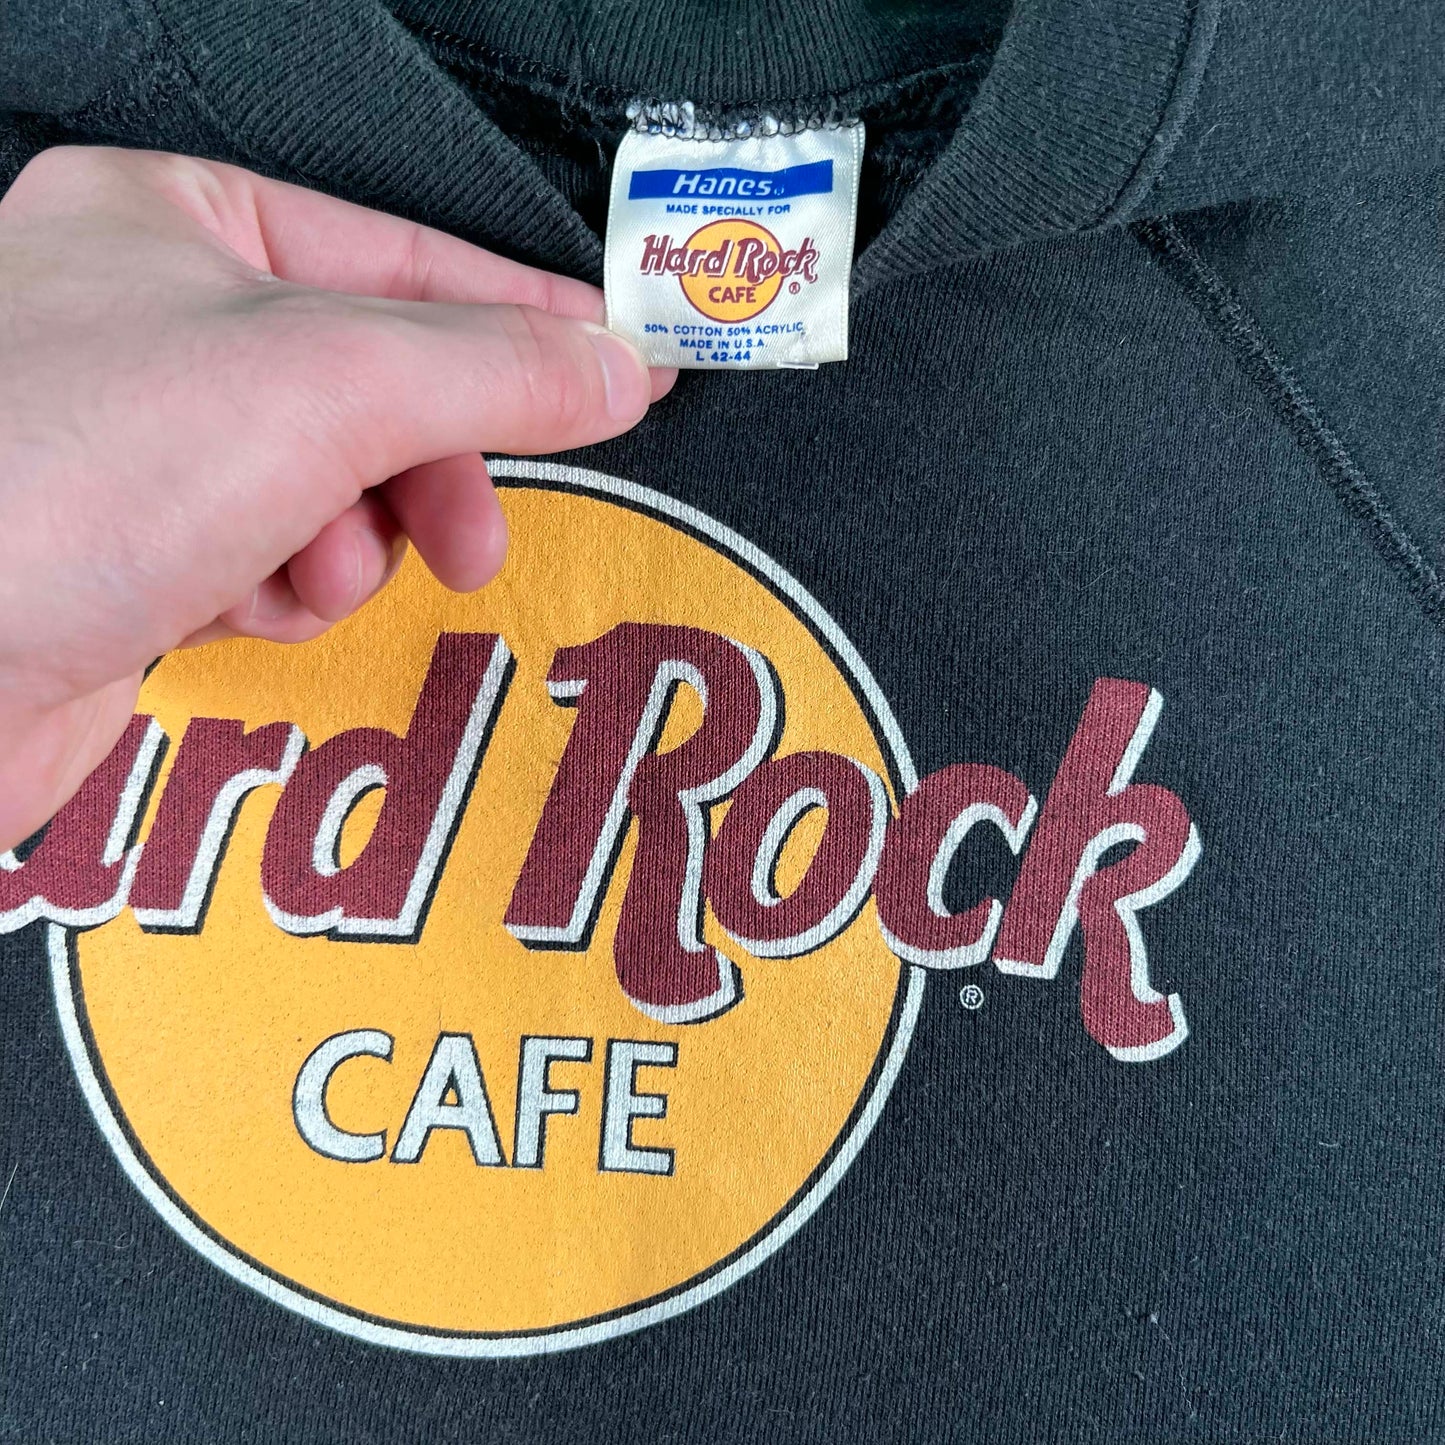 Hanes®
MADE SPECIALLY FOR
Hard Rock
CAFE ®
50% COTTON 50% ACRYLIC
MADE IN U.S.A.
L 42-44
ard Rock
®
CAFE